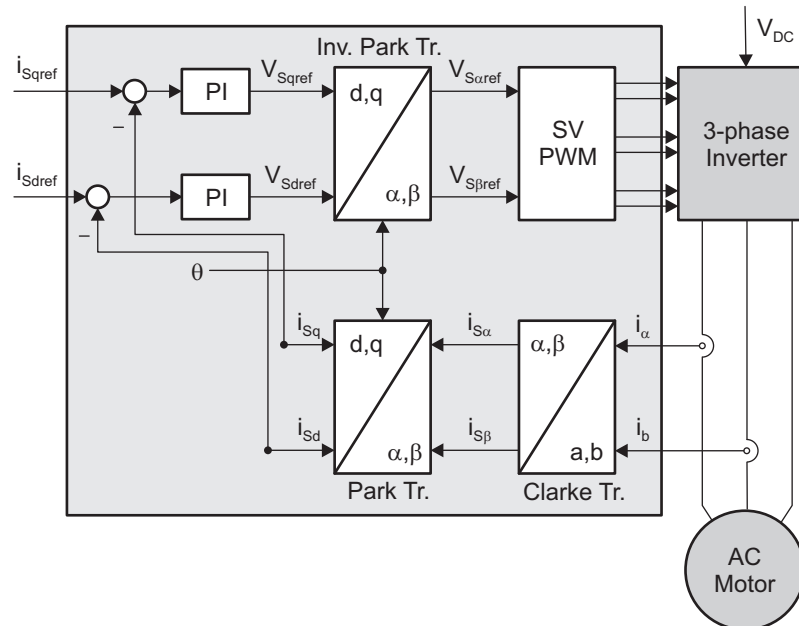 Inv. Park Tr.
V_DC
i_Sqref
PI
V_Sqref
d,q
V_Sαref
SV
PWM
3-phase
Inverter
–
i_Sdref
PI
V_Sdref
α,β
V_Sβref
–
θ
i_Sq
d,q
i_Sα
α,β
i_α
i_Sd
α,β
i_Sβ
a,b
i_b
Park Tr.
Clarke Tr.
AC
Motor